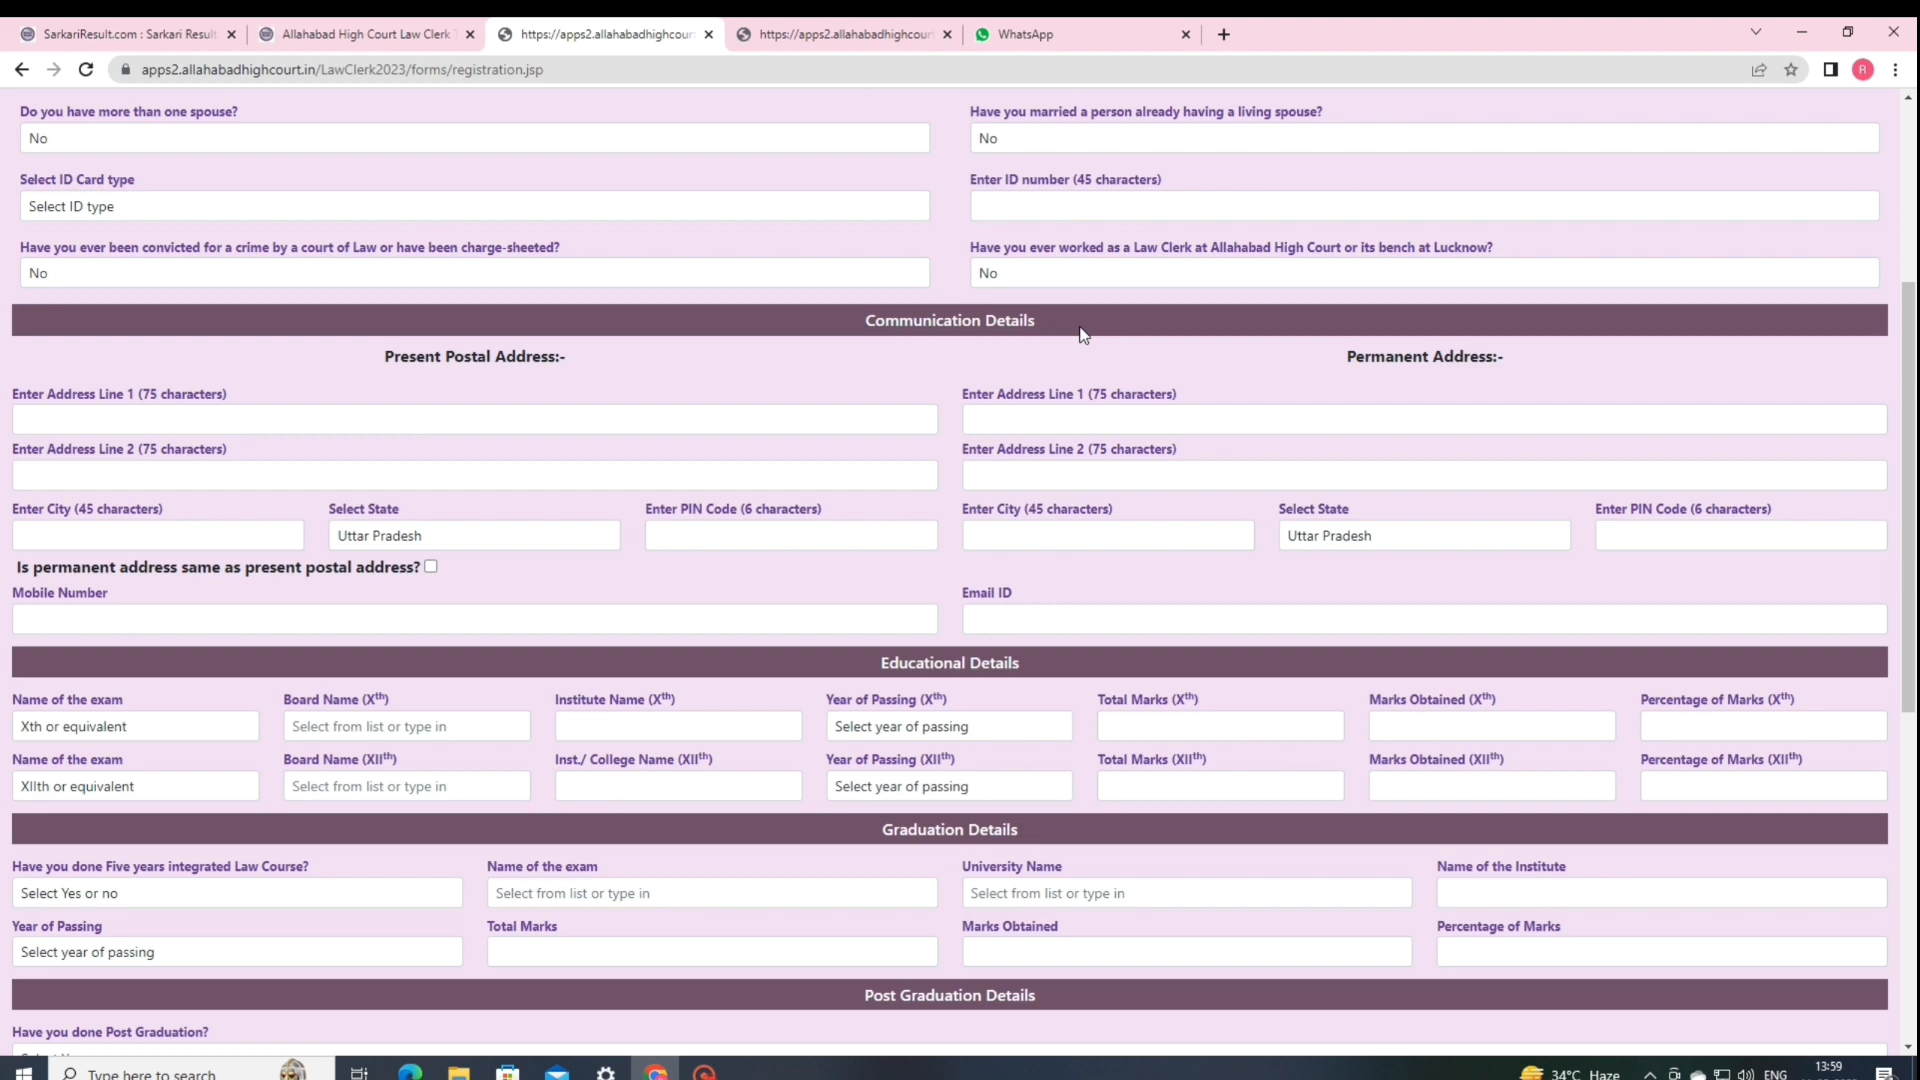 SarkariResult.com : Sarkari Result
Allahabad High Court Law Clerk
https://apps2.allahabadhighcour
https://apps2.allahabadhighcourt
WhatsApp
apps2.allahabadhighcourt.in/LawClerk2023/forms/registration.jsp
R
Do you have more than one spouse?
Have you married a person already having a living spouse?
No
No
Select ID Card type
Enter ID number (45 characters)
Select ID type
Have you ever been convicted for a crime by a court of Law or have been charge-sheeted?
Have you ever worked as a Law Clerk at Allahabad High Court or its bench at Lucknow?
No
No
Communication Details
Present Postal Address:-
Permanent Address:-
Enter Address Line 1 (75 characters)
Enter Address Line 1 (75 characters)
Enter Address Line 2 (75 characters)
Enter Address Line 2 (75 characters)
Enter City (45 characters)
Select State
Enter PIN Code (6 characters)
Enter City (45 characters)
Select State
Enter PIN Code (6 characters)
Uttar Pradesh
Uttar Pradesh
Is permanent address same as present postal address?
Mobile Number
Email ID
Educational Details
Name of the exam
Board Name (Xth)
Institute Name (Xth)
Year of Passing (Xth)
Total Marks (Xth)
Marks Obtained (Xth)
Percentage of Marks (Xth)
Xth or equivalent
Select from list or type in
Select year of passing
Name of the exam
Board Name (XIIth)
Inst./ College Name (XIIth)
Year of Passing (XIIth)
Total Marks (XIIth)
Marks Obtained (XIIth)
Percentage of Marks (XIIth)
XIIth or equivalent
Select from list or type in
Select year of passing
Graduation Details
Have you done Five years integrated Law Course?
Name of the exam
University Name
Name of the Institute
Select Yes or no
Select from list or type in
Select from list or type in
Year of Passing
Total Marks
Marks Obtained
Percentage of Marks
Select year of passing
Post Graduation Details
Have you done Post Graduation?
Type here to search
34°C Haze
ENG
13:59